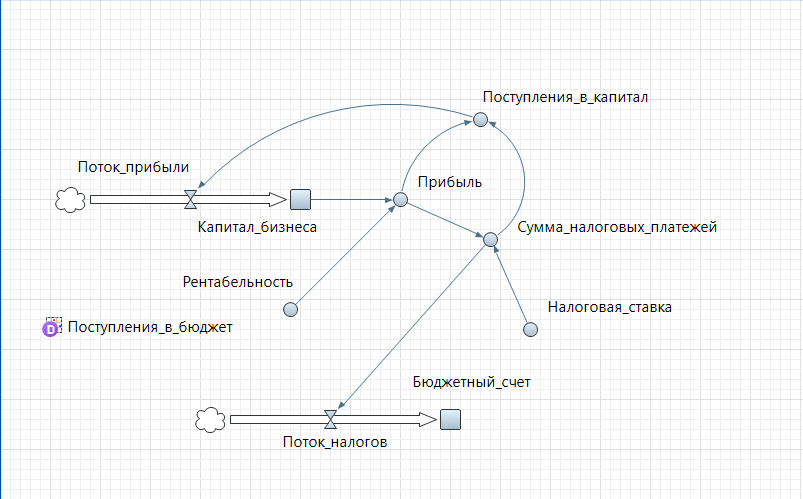 Поступления_в_капитал
Поток_прибыли
Прибыль
Капитал_бизнеса
Сумма_налоговых_платежей
Рентабельность
Налоговая_ставка
D Поступления_в_бюджет
Бюджетный_счет
Поток_налогов